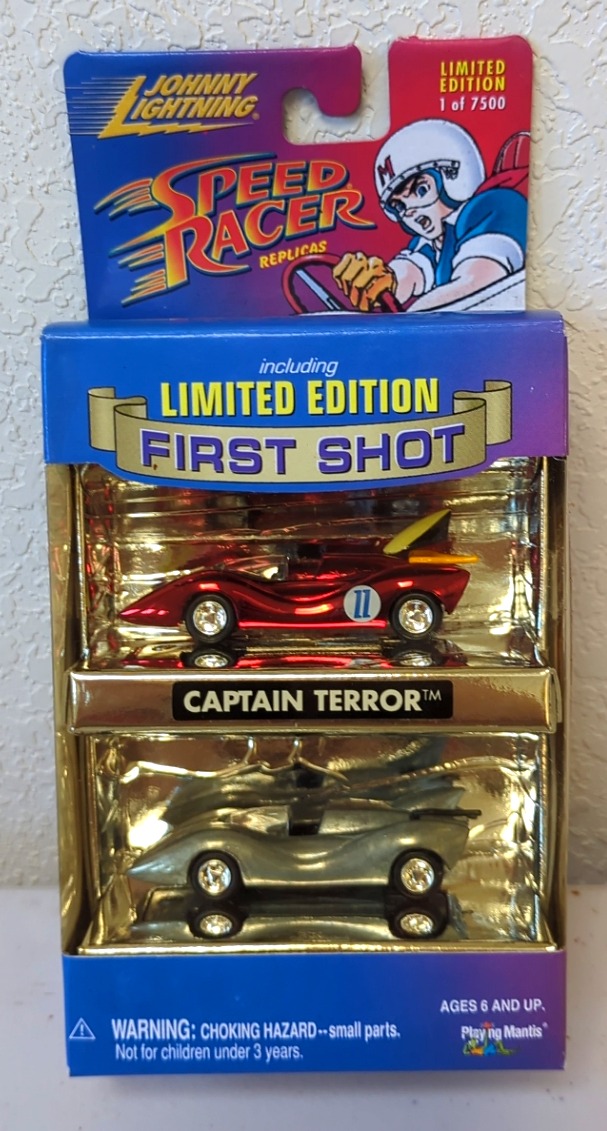 JOHNNY
LIGHTNING®
LIMITED
EDITION
1 of 7500
M
SPEED
RACER
REPLICAS
including
LIMITED EDITION
FIRST SHOT
11
CAPTAIN TERROR™
AGES 6 AND UP.
WARNING: CHOKING HAZARD--small parts.
Not for children under 3 years.
Playing Mantis®